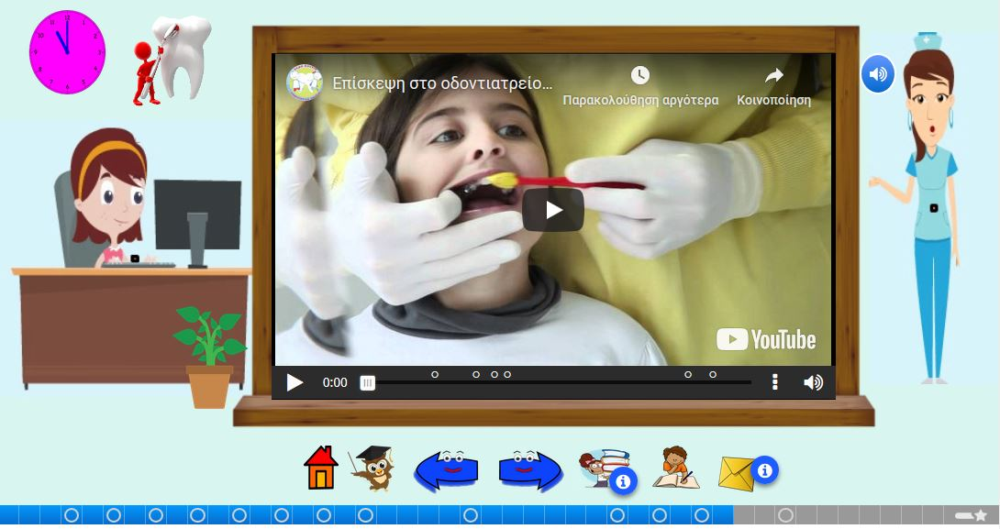 Επίσκεψη στο οδοντιατρείο...
Παρακολούθηση αργότερα
Κοινοποίηση
YouTube
0:00